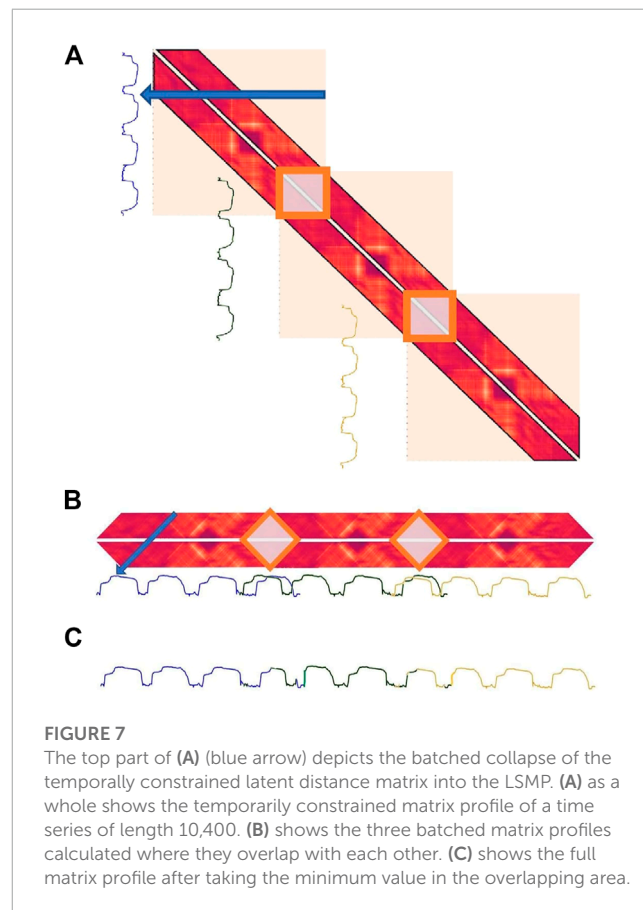 A
B
C
FIGURE 7
The top part of (A) (blue arrow) depicts the batched collapse of the
temporally constrained latent distance matrix into the LSMP. (A) as a
whole shows the temporarily constrained matrix profile of a time
series of length 10,400. (B) shows the three batched matrix profiles
calculated where they overlap with each other. (C) shows the full
matrix profile after taking the minimum value in the overlapping area.